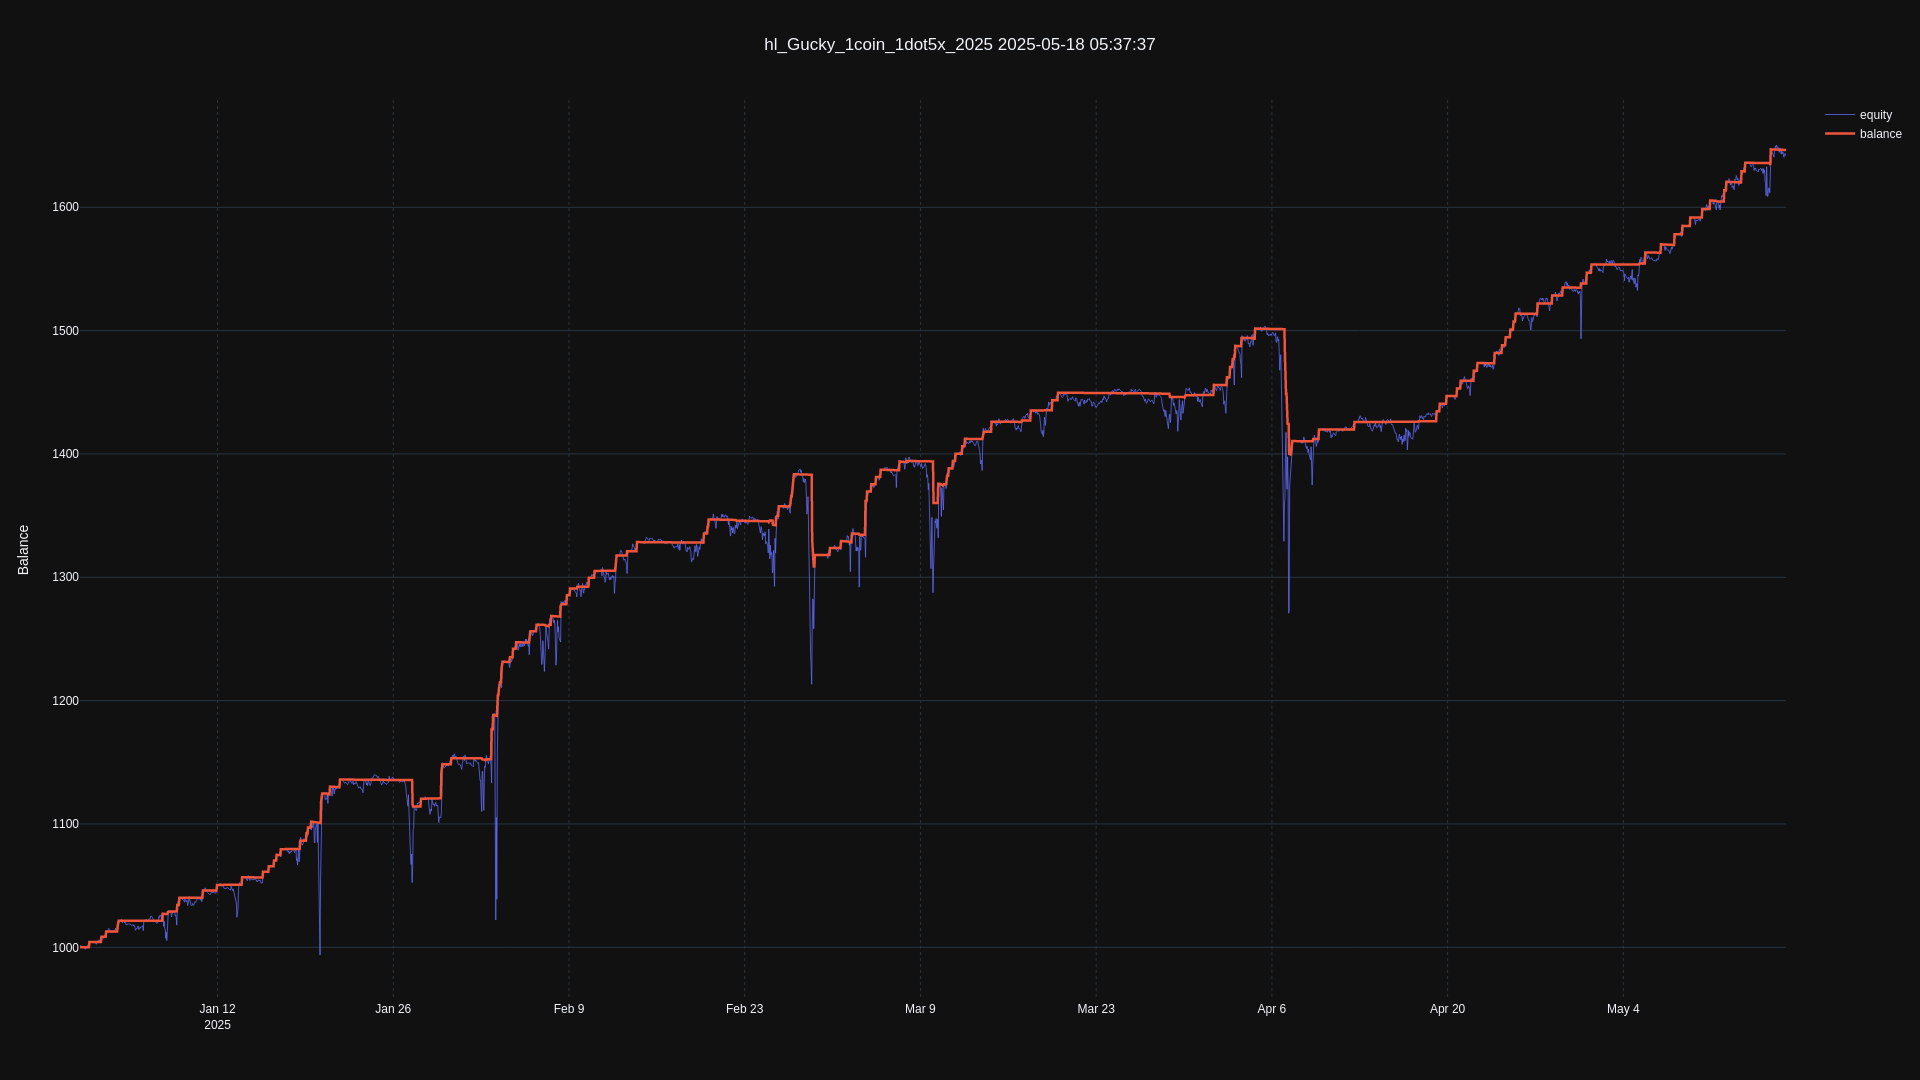 hl_Gucky_1coin_1dot5x_2025 2025-05-18 05:37:37
equity
balance
1600
1500
1400
1300
1200
1100
1000
Balance
Jan 12
2025
Jan 26
Feb 9
Feb 23
Mar 9
Mar 23
Apr 6
Apr 20
May 4